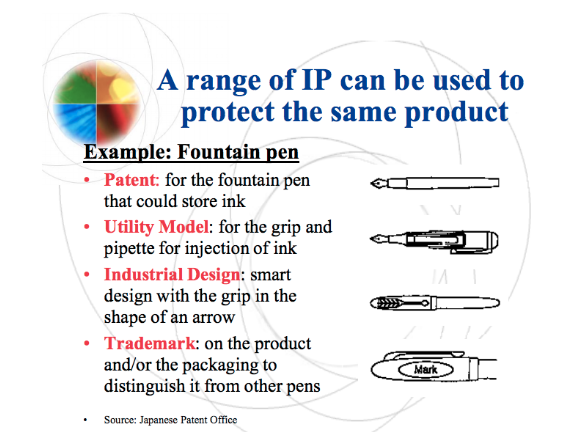 A range of IP can be used to
protect the same product
Example: Fountain pen
• Patent: for the fountain pen
that could store ink
• Utility Model: for the grip and
pipette for injection of ink
• Industrial Design: smart
design with the grip in the
shape of an arrow
• Trademark: on the product
and/or the packaging to
distinguish it from other pens
Mark
• Source: Japanese Patent Office